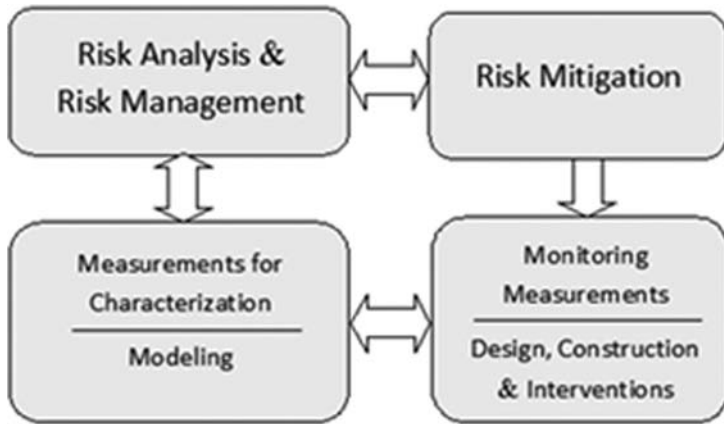 Risk Analysis &
Risk Management
Risk Mitigation
Measurements for
Characterization
Modeling
Monitoring
Measurements
Design, Construction
& Interventions